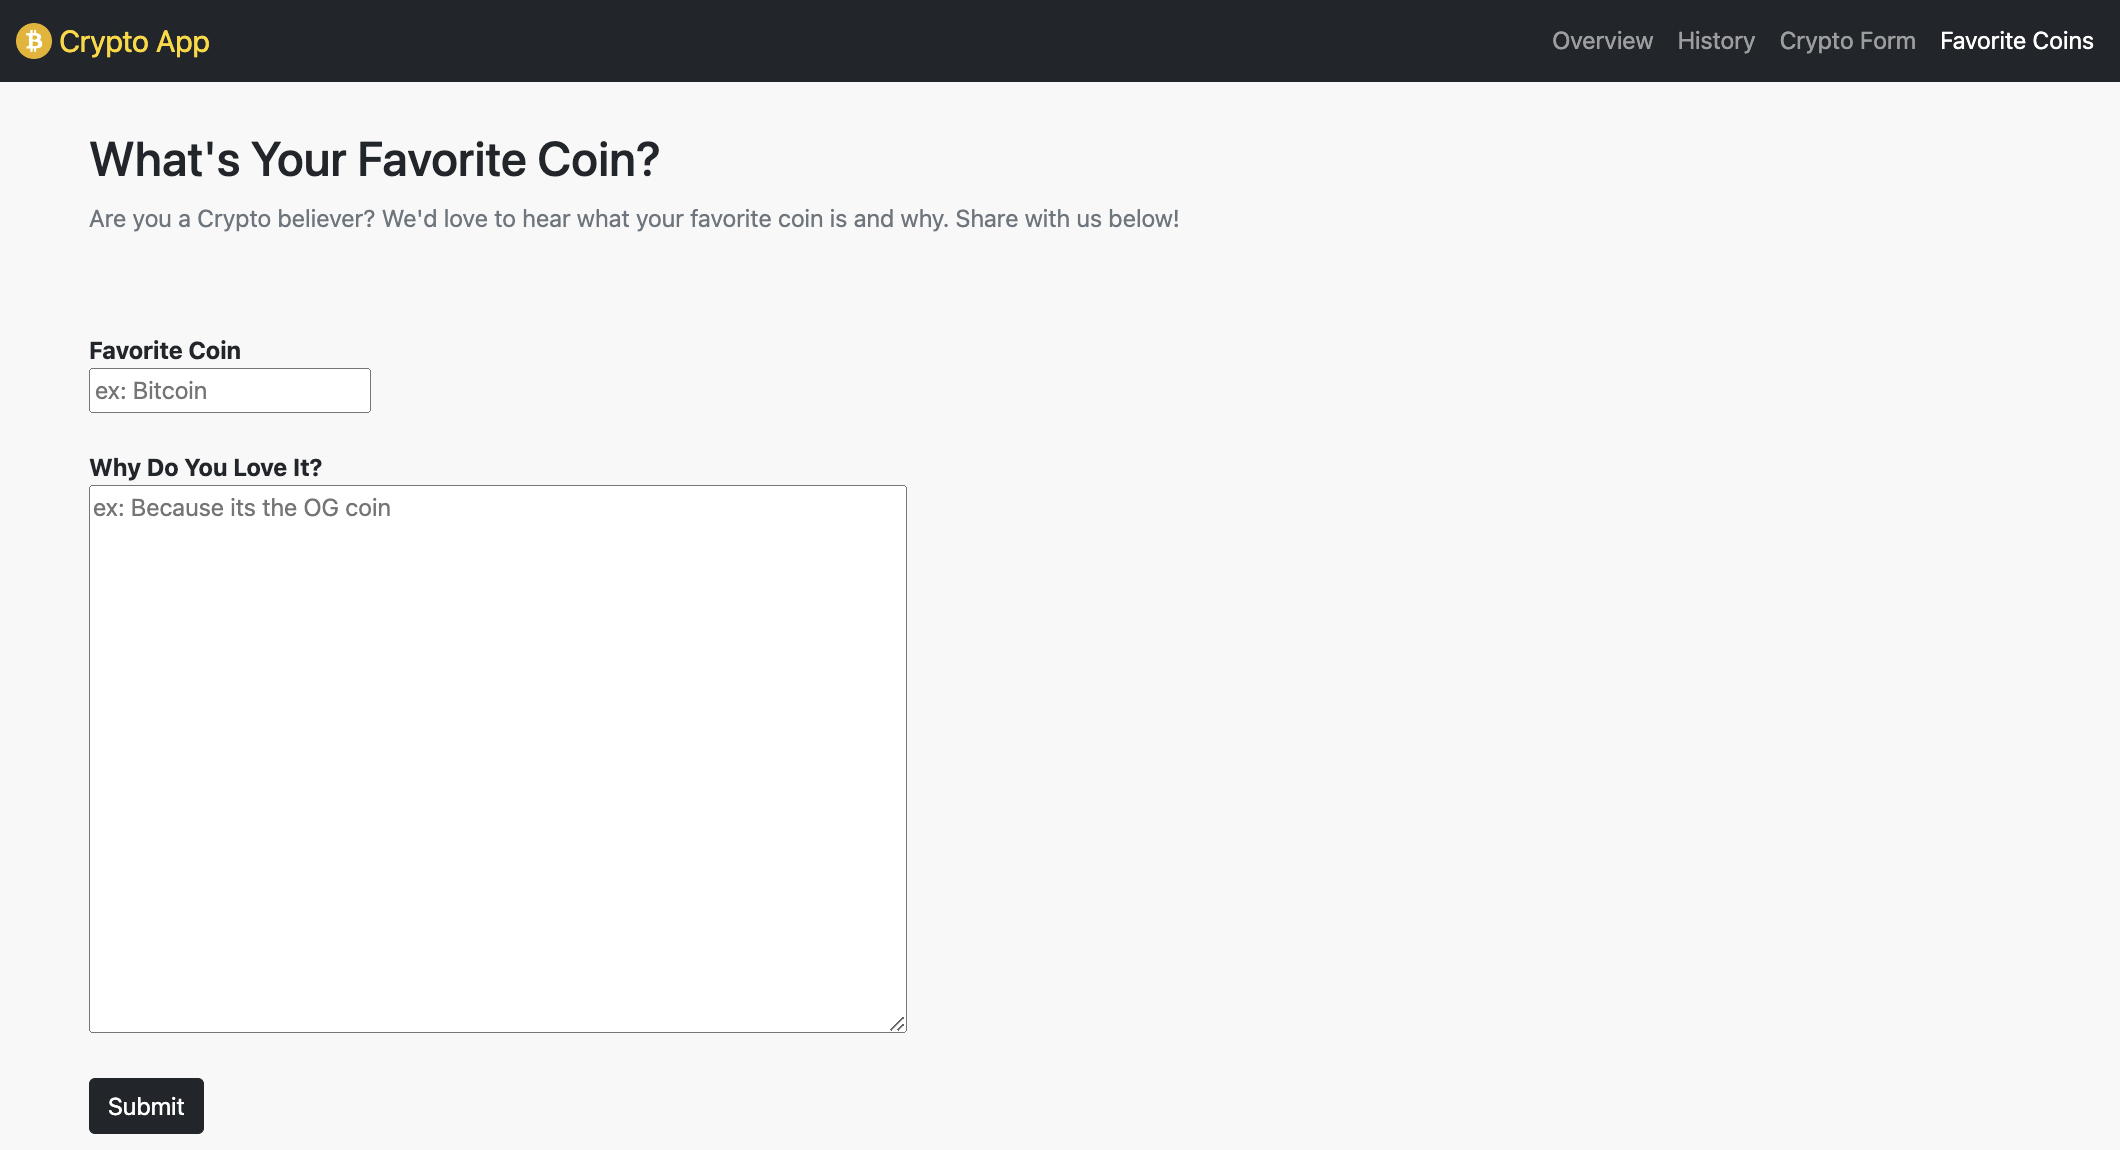 Crypto App
Overview History Crypto Form Favorite Coins
What's Your Favorite Coin?
Are you a Crypto believer? We'd love to hear what your favorite coin is and why. Share with us below!
Favorite Coin
ex: Bitcoin
Why Do You Love It?
ex: Because its the OG coin
Submit